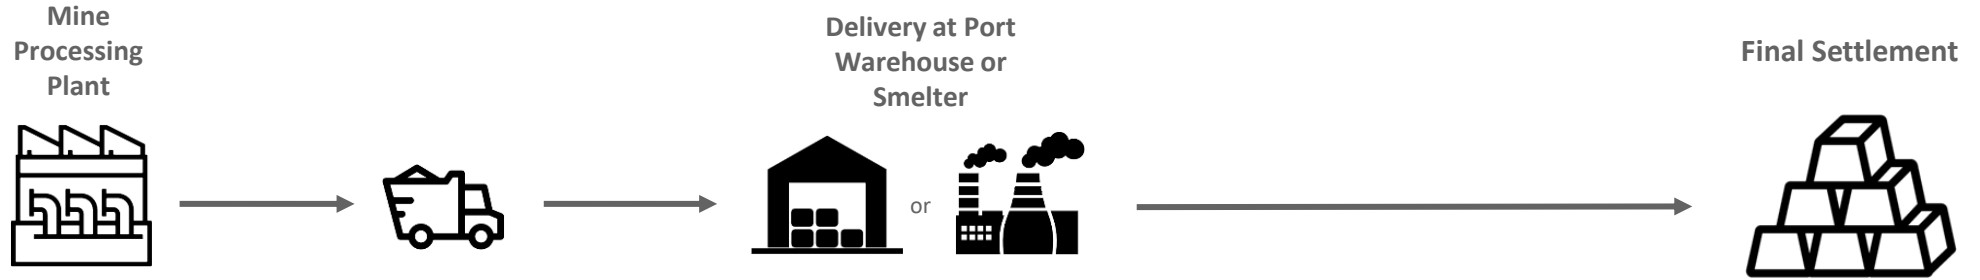 Mine
Processing
Plant
Delivery at Port
Warehouse or
Smelter
or
Final Settlement